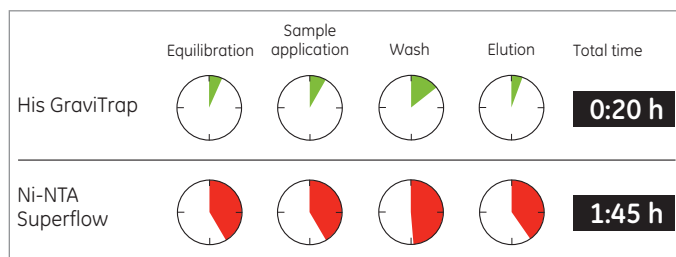 Equilibration
Sample
application
Wash
Elution
Total time
His GraviTrap
0:20 h
Ni-NTA
Superflow
1:45 h